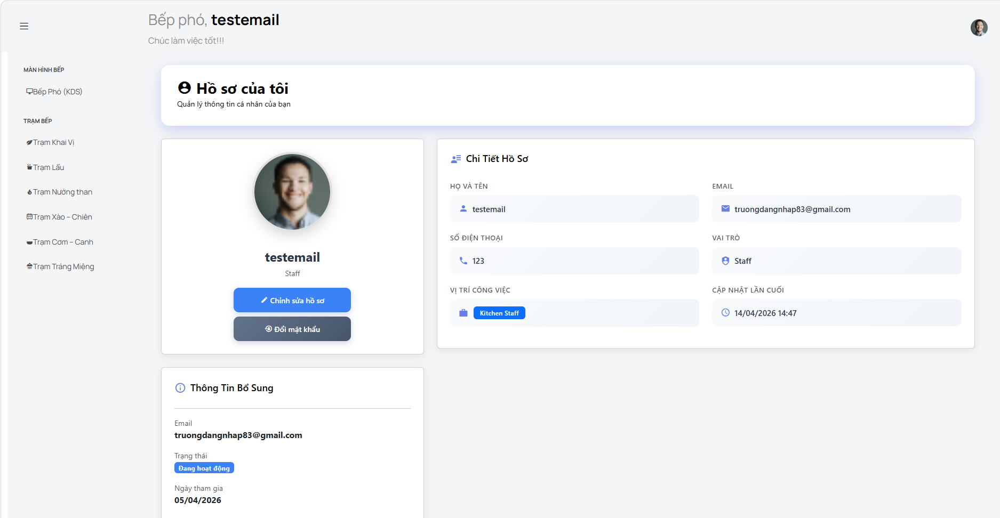 Bếp phó, testemail
Chúc làm việc tốt!!!
MÀN HÌNH BẾP
Bếp Phó (KDS)
TRẠM BẾP
Trạm Khai Vị
Trạm Lẩu
Trạm Nướng than
Trạm Xào – Chiên
Trạm Cơm – Canh
Trạm Tráng Miệng
Hồ sơ của tôi
Quản lý thông tin cá nhân của bạn
testemail
Staff
Chỉnh sửa hồ sơ
Đổi mật khẩu
Chi Tiết Hồ Sơ
HỌ VÀ TÊN
testemail
EMAIL
truongdangnhap83@gmail.com
SỐ ĐIỆN THOẠI
123
VAI TRÒ
Staff
VỊ TRÍ CÔNG VIỆC
Kitchen Staff
CẬP NHẬT LẦN CUỐI
14/04/2026 14:47
Thông Tin Bổ Sung
Email
truongdangnhap83@gmail.com
Trạng thái
Đang hoạt động
Ngày tham gia
05/04/2026